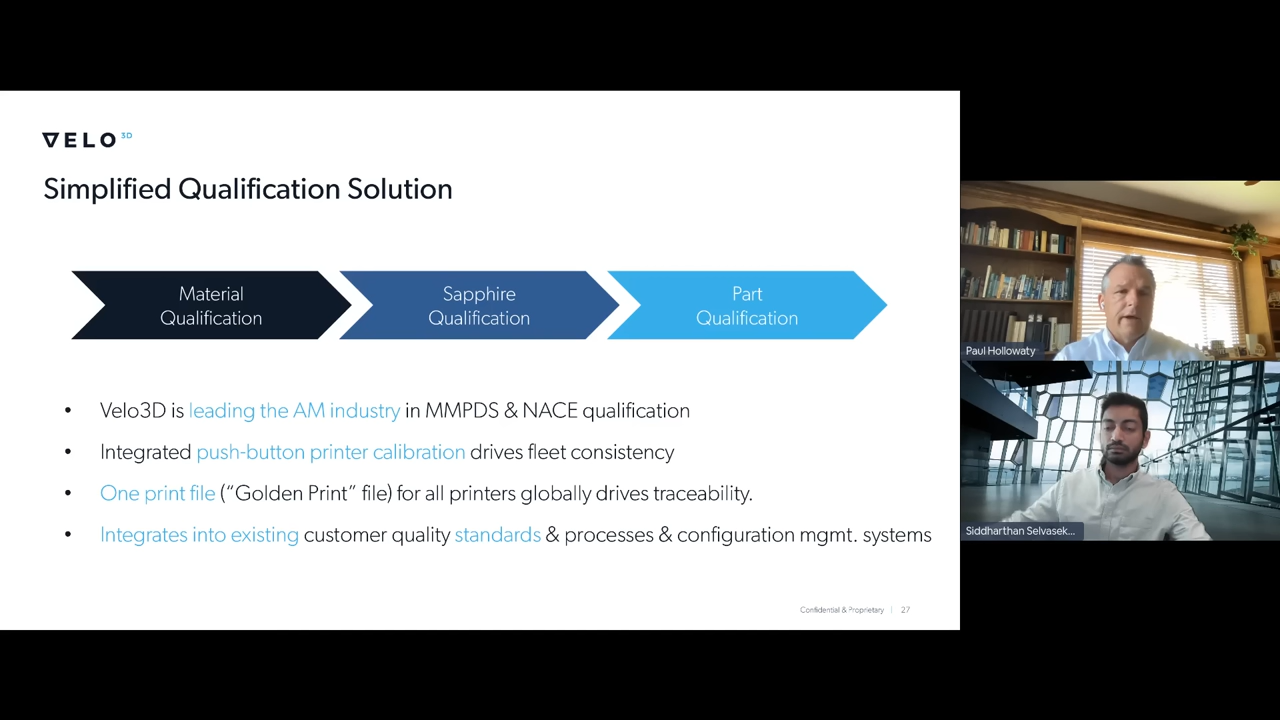 VELO 3D
Simplified Qualification Solution
Material
Qualification
Sapphire
Qualification
Part
Qualification
• Velo3D is leading the AM industry in MMPDS & NACE qualification
• Integrated push-button printer calibration drives fleet consistency
• One print file (“Golden Print” file) for all printers globally drives traceability.
• Integrates into existing customer quality standards & processes & configuration mgmt. systems
Confidential & Proprietary | 27
Paul Hollowaty
Siddharthan Selvasek...